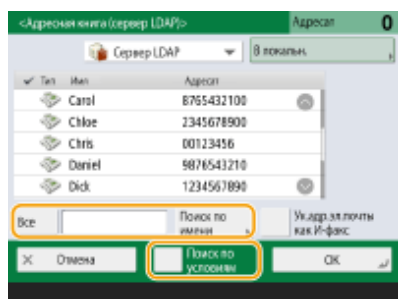 <Адресная книга (сервер LDAP)>
Адресат 0
Сервер LDAP
В локальн.
Тип Имя Адресат
Carol 8765432100
Chloe 2345678900
Chris 00123456
Daniel 9876543210
Dick 1234567890
Все
Поиск по
имени
Ук.адр.эл.почты
как И-факс
Отмена
Поиск по
условиям
OK